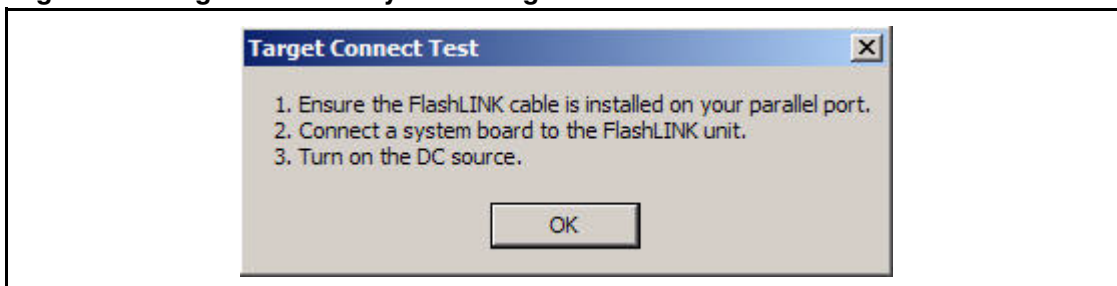 Target Connect Test
1. Ensure the FlashLINK cable is installed on your parallel port.
2. Connect a system board to the FlashLINK unit.
3. Turn on the DC source.
OK